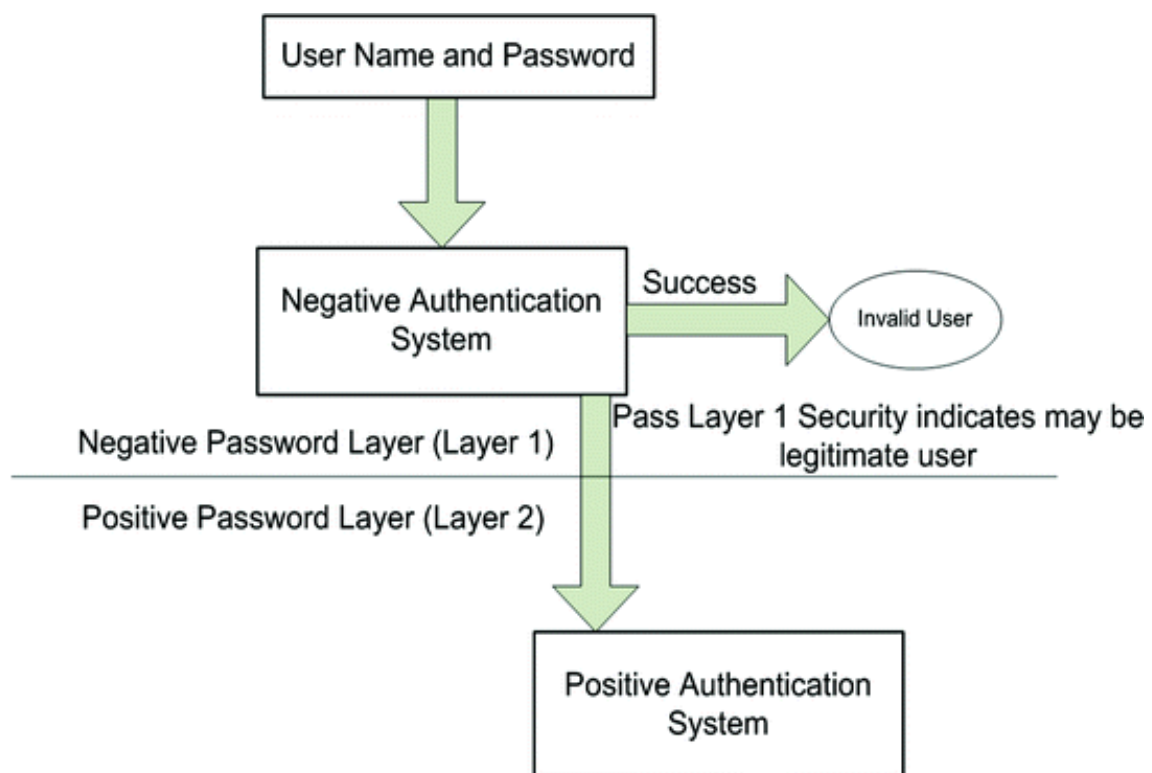 User Name and Password
Negative Authentication
System
Success
Invalid User
Pass Layer 1 Security indicates may be
legitimate user
Negative Password Layer (Layer 1)
Positive Password Layer (Layer 2)
Positive Authentication
System